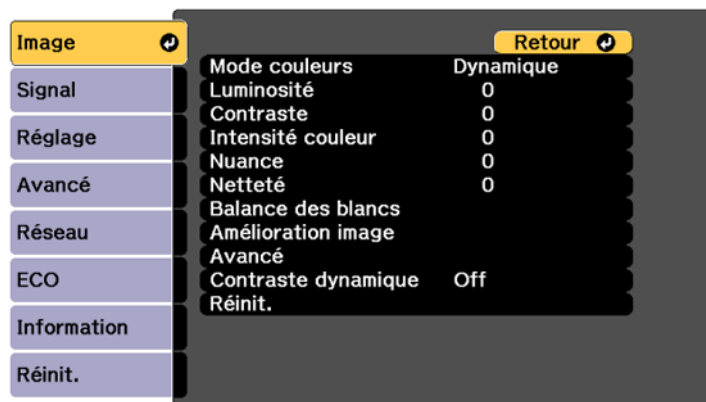 Image
Signal
Réglage
Avancé
Réseau
ECO
Information
Réinit.
Retour
Mode couleurs Dynamique
Luminosité 0
Contraste 0
Intensité couleur 0
Nuance 0
Netteté 0
Balance des blancs
Amélioration image
Avancé
Contraste dynamique Off
Réinit.